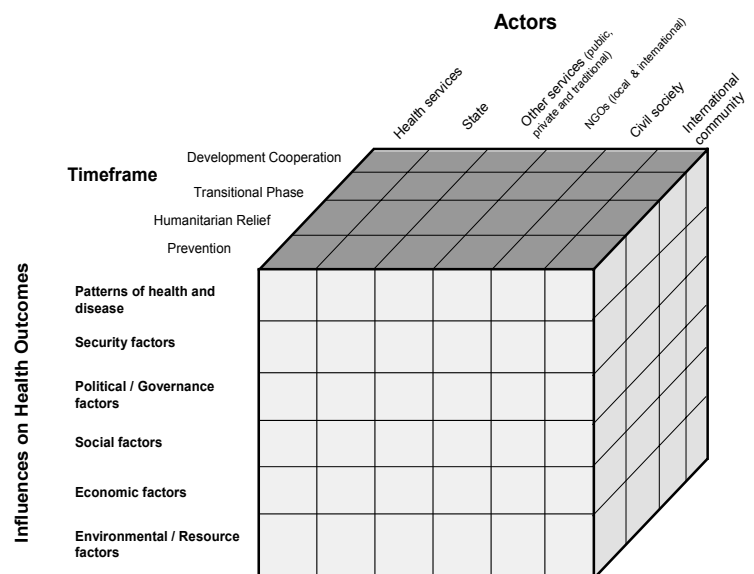 Actors
Health services
State
Other services (public,
private and traditional)
NGOs (local & international)
Civil society
International
community
Timeframe
Development Cooperation
Transitional Phase
Humanitarian Relief
Prevention
Influences on Health Outcomes
Patterns of health and
disease
Security factors
Political / Governance
factors
Social factors
Economic factors
Environmental / Resource
factors